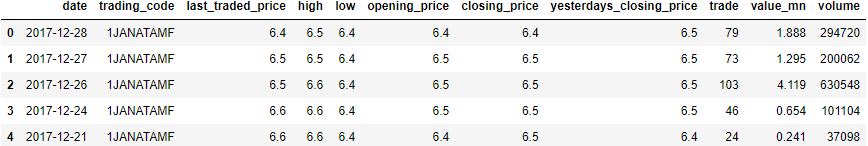 date trading_code last_traded_price high low opening_price closing_price yesterdays_closing_price trade value_mn volume
0 2017-12-28 1JANATAMF 6.4 6.5 6.4 6.4 6.4 6.5 79 1.888 294720
1 2017-12-27 1JANATAMF 6.5 6.5 6.4 6.5 6.5 6.5 73 1.295 200062
2 2017-12-26 1JANATAMF 6.5 6.6 6.4 6.5 6.5 6.5 103 4.119 630548
3 2017-12-24 1JANATAMF 6.6 6.6 6.4 6.5 6.5 6.5 46 0.654 101104
4 2017-12-21 1JANATAMF 6.6 6.6 6.4 6.4 6.5 6.4 24 0.241 37098